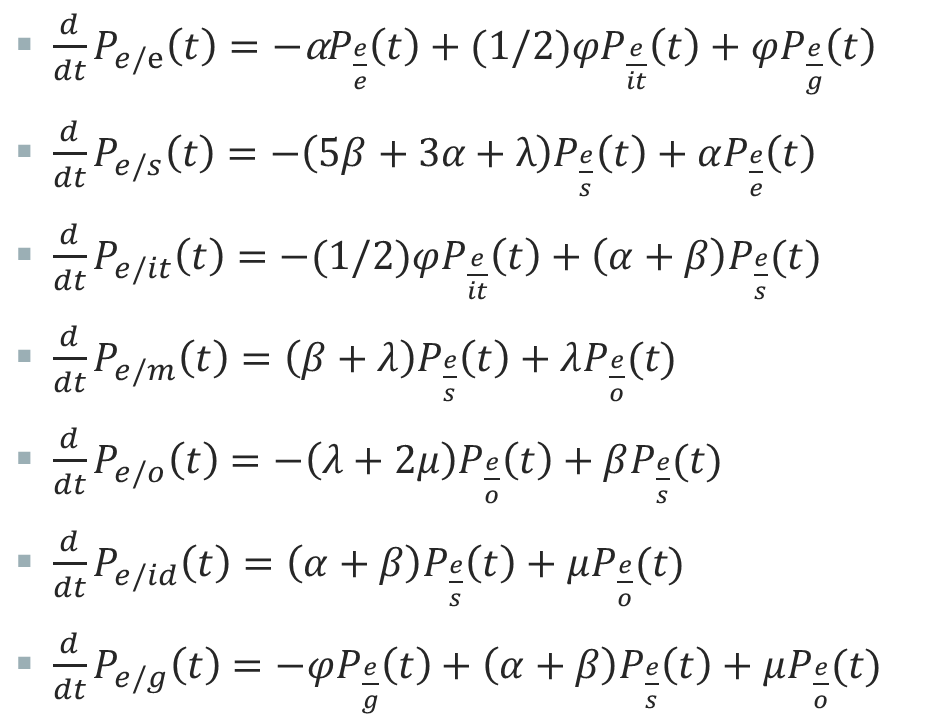 ▪ d/dt P_{e/e}(t) = −αP_{e/e}(t) + (1/2)φP_{e/it}(t) + φP_{e/g}(t)
▪ d/dt P_{e/s}(t) = −(5β + 3α + λ)P_{e/s}(t) + αP_{e/e}(t)
▪ d/dt P_{e/it}(t) = −(1/2)φP_{e/it}(t) + (α + β)P_{e/s}(t)
▪ d/dt P_{e/m}(t) = (β + λ)P_{e/s}(t) + λP_{e/o}(t)
▪ d/dt P_{e/o}(t) = −(λ + 2μ)P_{e/o}(t) + βP_{e/s}(t)
▪ d/dt P_{e/id}(t) = (α + β)P_{e/s}(t) + μP_{e/o}(t)
▪ d/dt P_{e/g}(t) = −φP_{e/g}(t) + (α + β)P_{e/s}(t) + μP_{e/o}(t)